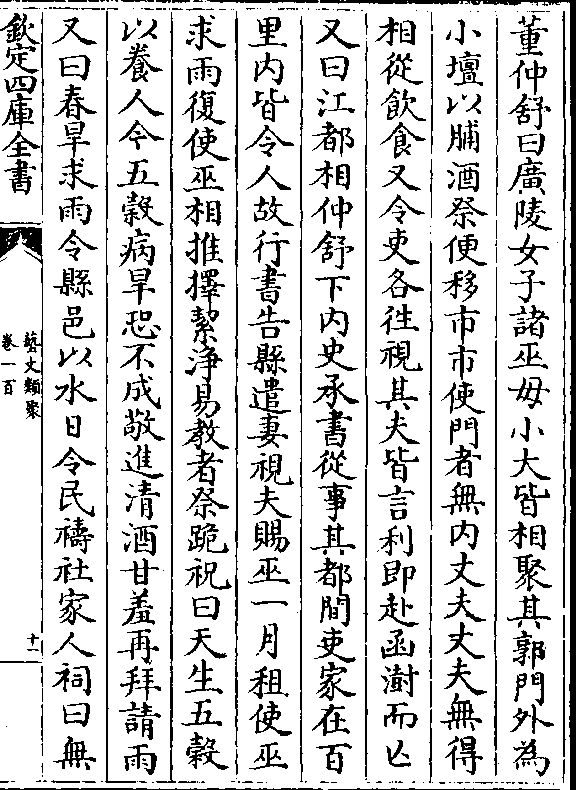 董仲舒曰廣陵女子諸巫毋小大皆相聚其郭門外為
小壇以脯酒祭便移市市使門者無内丈夫丈夫無得
相從飲食又令吏各往視其夫皆言利即赴函澍而已
又曰江都相仲舒下内史承書從事其都間吏家在百
里内皆令人故行書告縣遣妻視夫賜巫一月租使巫
求雨復使巫相推擇絜淨易教者祭跪祝曰天生五穀
以養人今五穀病旱恐不成敬進清酒甘羞再拜請雨
又曰春旱求雨令縣邑以水日令民禱社家人祠曰無
欽定四庫全書
藝文類聚
卷一百
十一